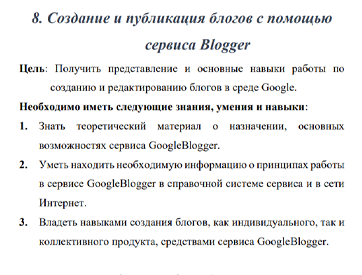 8. Создание и публикация блогов с помощью
сервиса Blogger
Цель: Получить представление и основные навыки работы по
созданию и редактированию блогов в среде Google.
Необходимо иметь следующие знания, умения и навыки:
1. Знать теоретический материал о назначении, основных
возможностях сервиса GoogleBlogger.
2. Уметь находить необходимую информацию о принципах работы
в сервисе GoogleBlogger в справочной системе сервиса и в сети
Интернет.
3. Владеть навыками создания блогов, как индивидуального, так и
коллективного продукта, средствами сервиса GoogleBlogger.